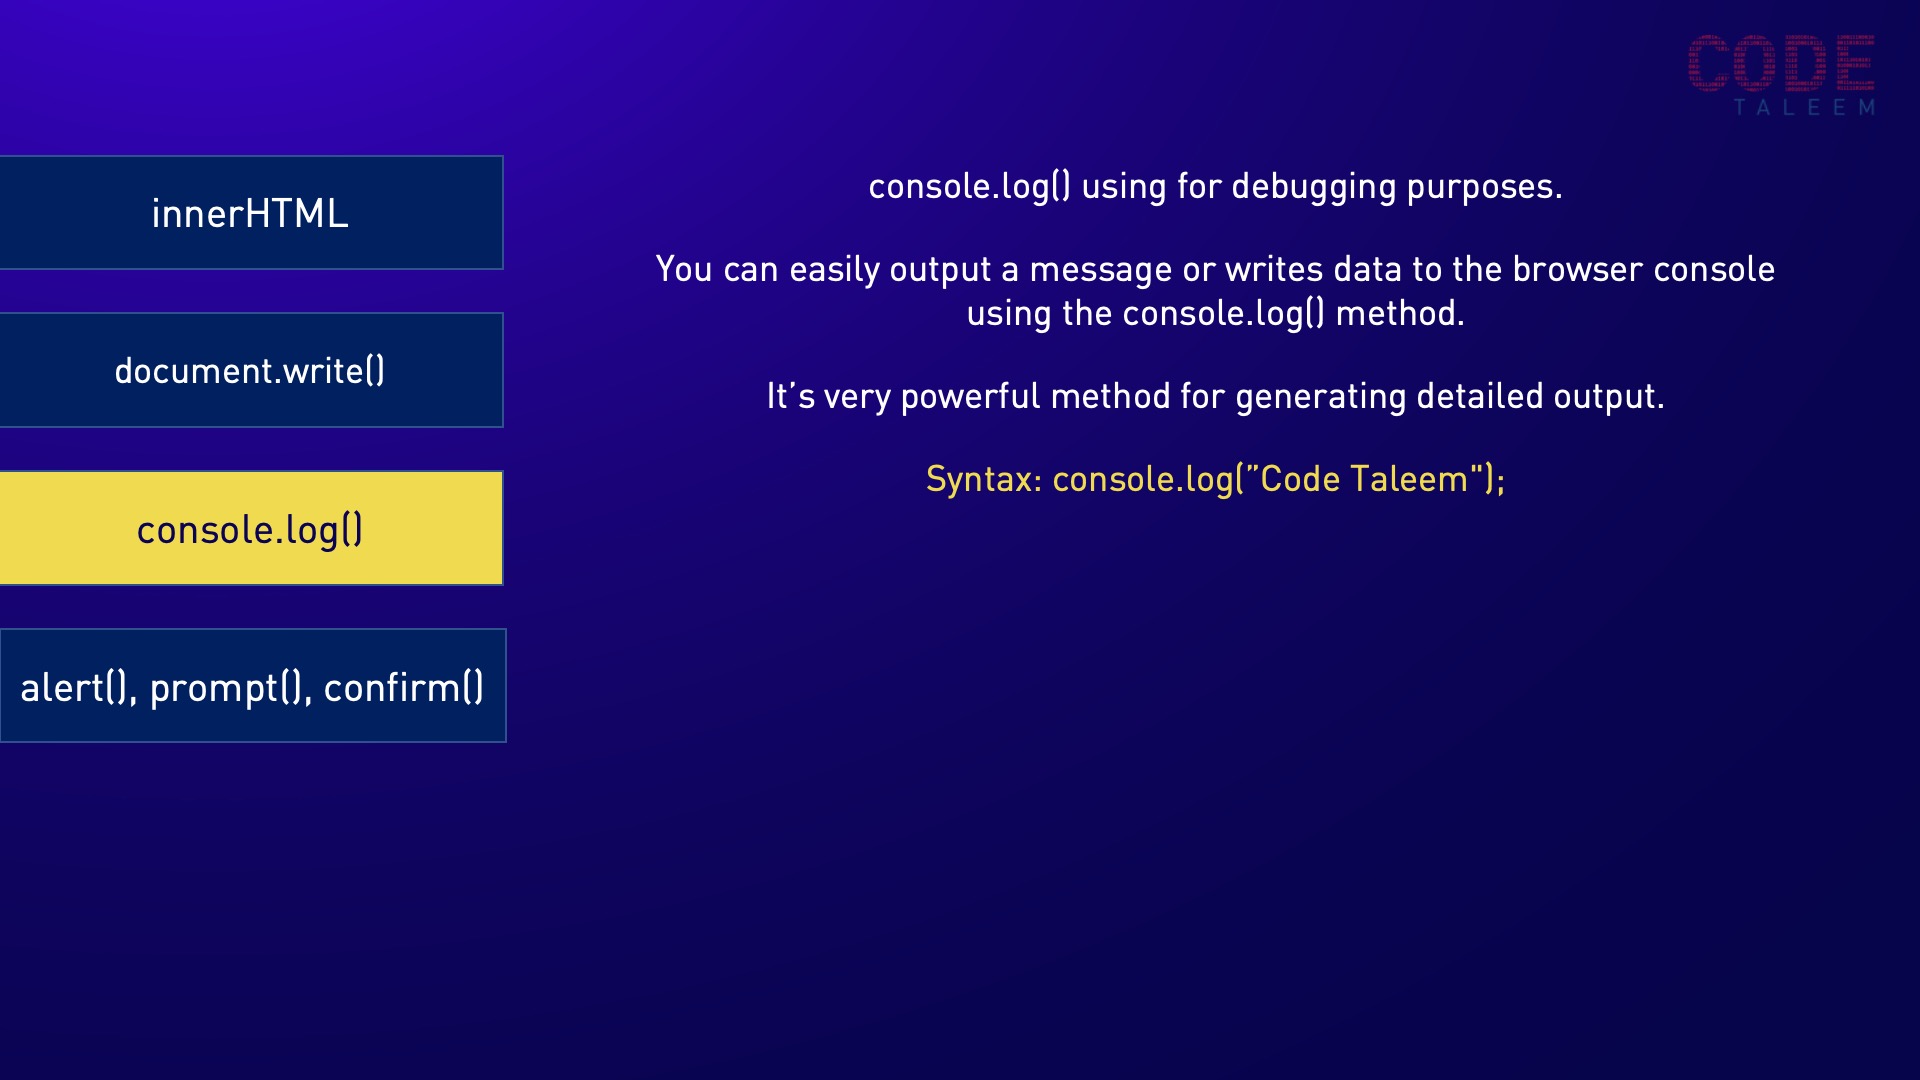 CODE
TALEEM
innerHTML
document.write()
console.log()
alert(), prompt(), confirm()
console.log() using for debugging purposes.
You can easily output a message or writes data to the browser console
using the console.log() method.
It’s very powerful method for generating detailed output.
Syntax: console.log(”Code Taleem");